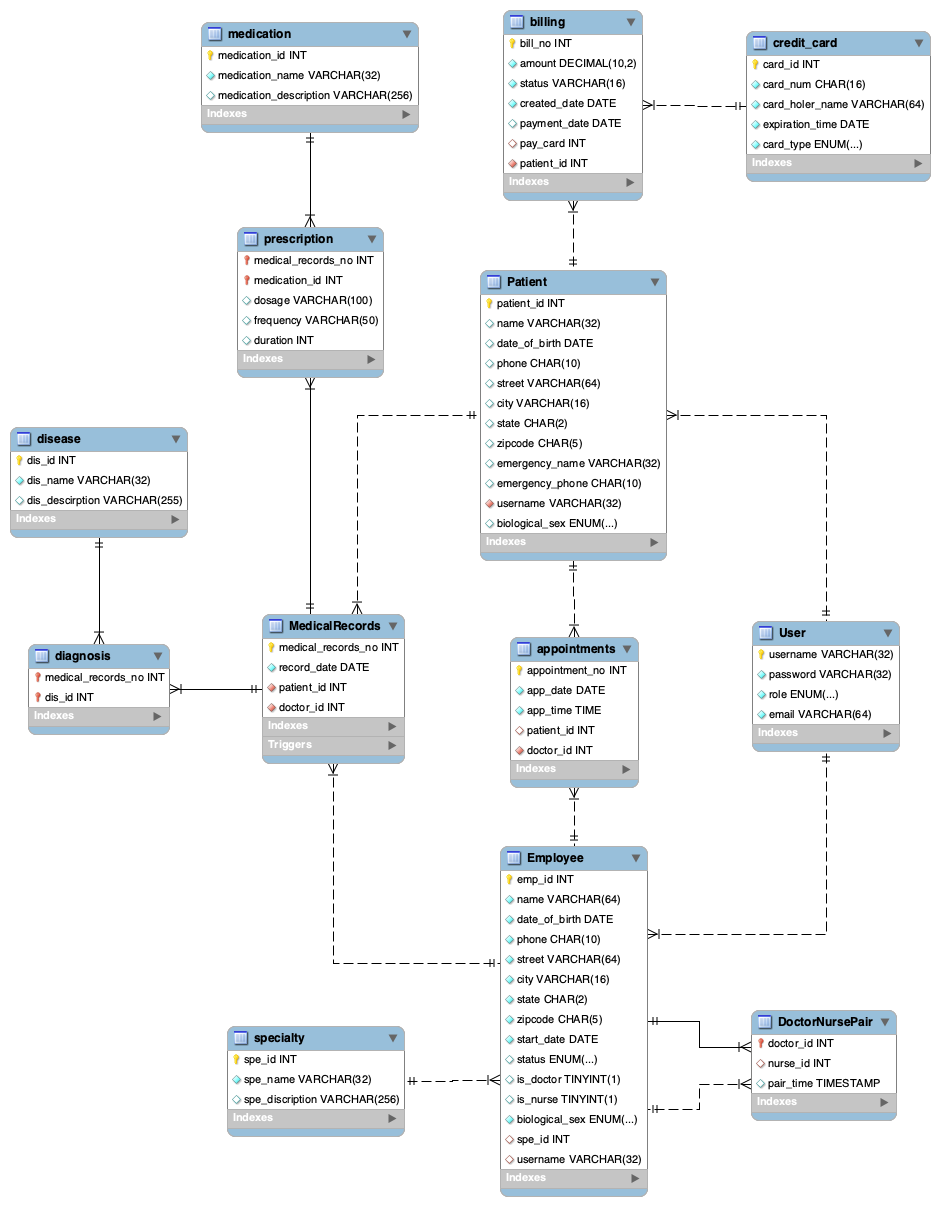 medication
medication_id INT
medication_name VARCHAR(32)
medication_description VARCHAR(256)
Indexes
billing
bill_no INT
amount DECIMAL(10,2)
status VARCHAR(16)
created_date DATE
payment_date DATE
pay_card INT
patient_id INT
Indexes
credit_card
card_id INT
card_num CHAR(16)
card_holer_name VARCHAR(64)
expiration_time DATE
card_type ENUM(...)
Indexes
prescription
medical_records_no INT
medication_id INT
dosage VARCHAR(100)
frequency VARCHAR(50)
duration INT
Indexes
Patient
patient_id INT
name VARCHAR(32)
date_of_birth DATE
phone CHAR(10)
street VARCHAR(64)
city VARCHAR(16)
state CHAR(2)
zipcode CHAR(5)
emergency_name VARCHAR(32)
emergency_phone CHAR(10)
username VARCHAR(32)
biological_sex ENUM(...)
Indexes
disease
dis_id INT
dis_name VARCHAR(32)
dis_descirption VARCHAR(255)
Indexes
diagnosis
medical_records_no INT
dis_id INT
Indexes
MedicalRecords
medical_records_no INT
record_date DATE
patient_id INT
doctor_id INT
Indexes
Triggers
appointments
appointment_no INT
app_date DATE
app_time TIME
patient_id INT
doctor_id INT
Indexes
User
username VARCHAR(32)
password VARCHAR(32)
role ENUM(...)
email VARCHAR(64)
Indexes
Employee
emp_id INT
name VARCHAR(64)
date_of_birth DATE
phone CHAR(10)
street VARCHAR(64)
city VARCHAR(16)
state CHAR(2)
zipcode CHAR(5)
start_date DATE
status ENUM(...)
is_doctor TINYINT(1)
is_nurse TINYINT(1)
biological_sex ENUM(...)
spe_id INT
username VARCHAR(32)
Indexes
specialty
spe_id INT
spe_name VARCHAR(32)
spe_discription VARCHAR(256)
Indexes
DoctorNursePair
doctor_id INT
nurse_id INT
pair_time TIMESTAMP
Indexes